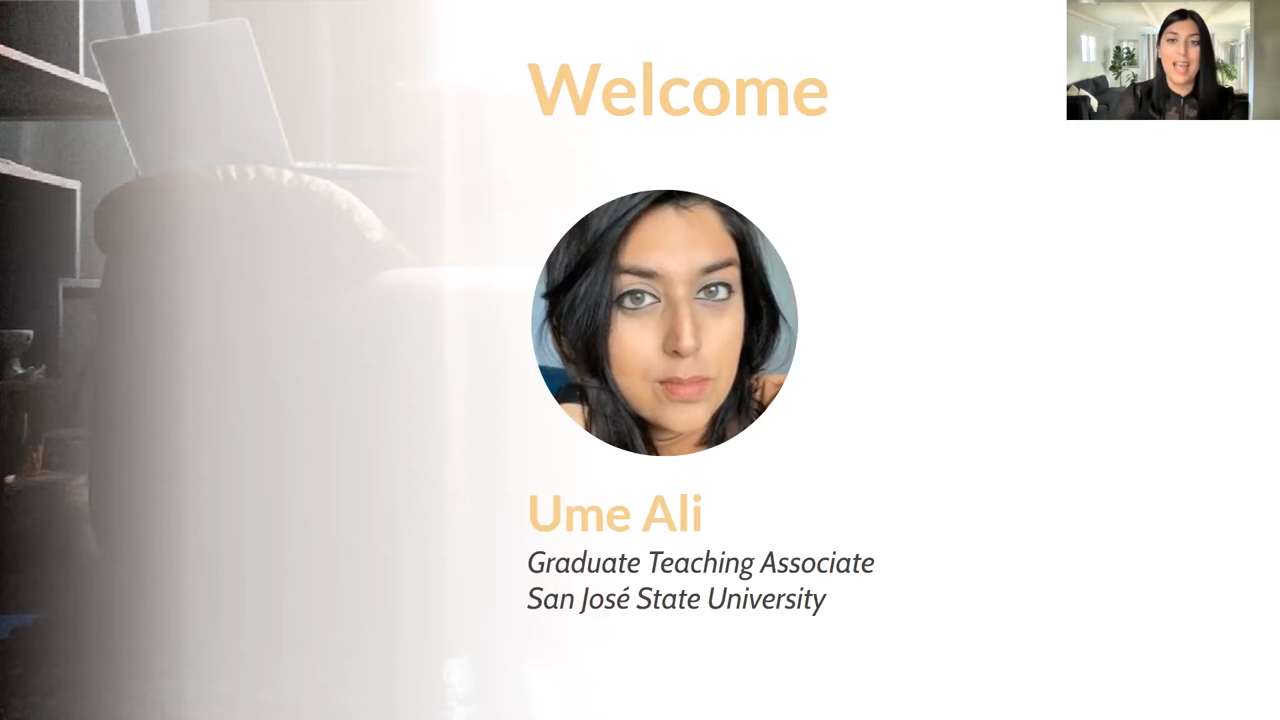 Welcome
Ume Ali
Graduate Teaching Associate
San José State University